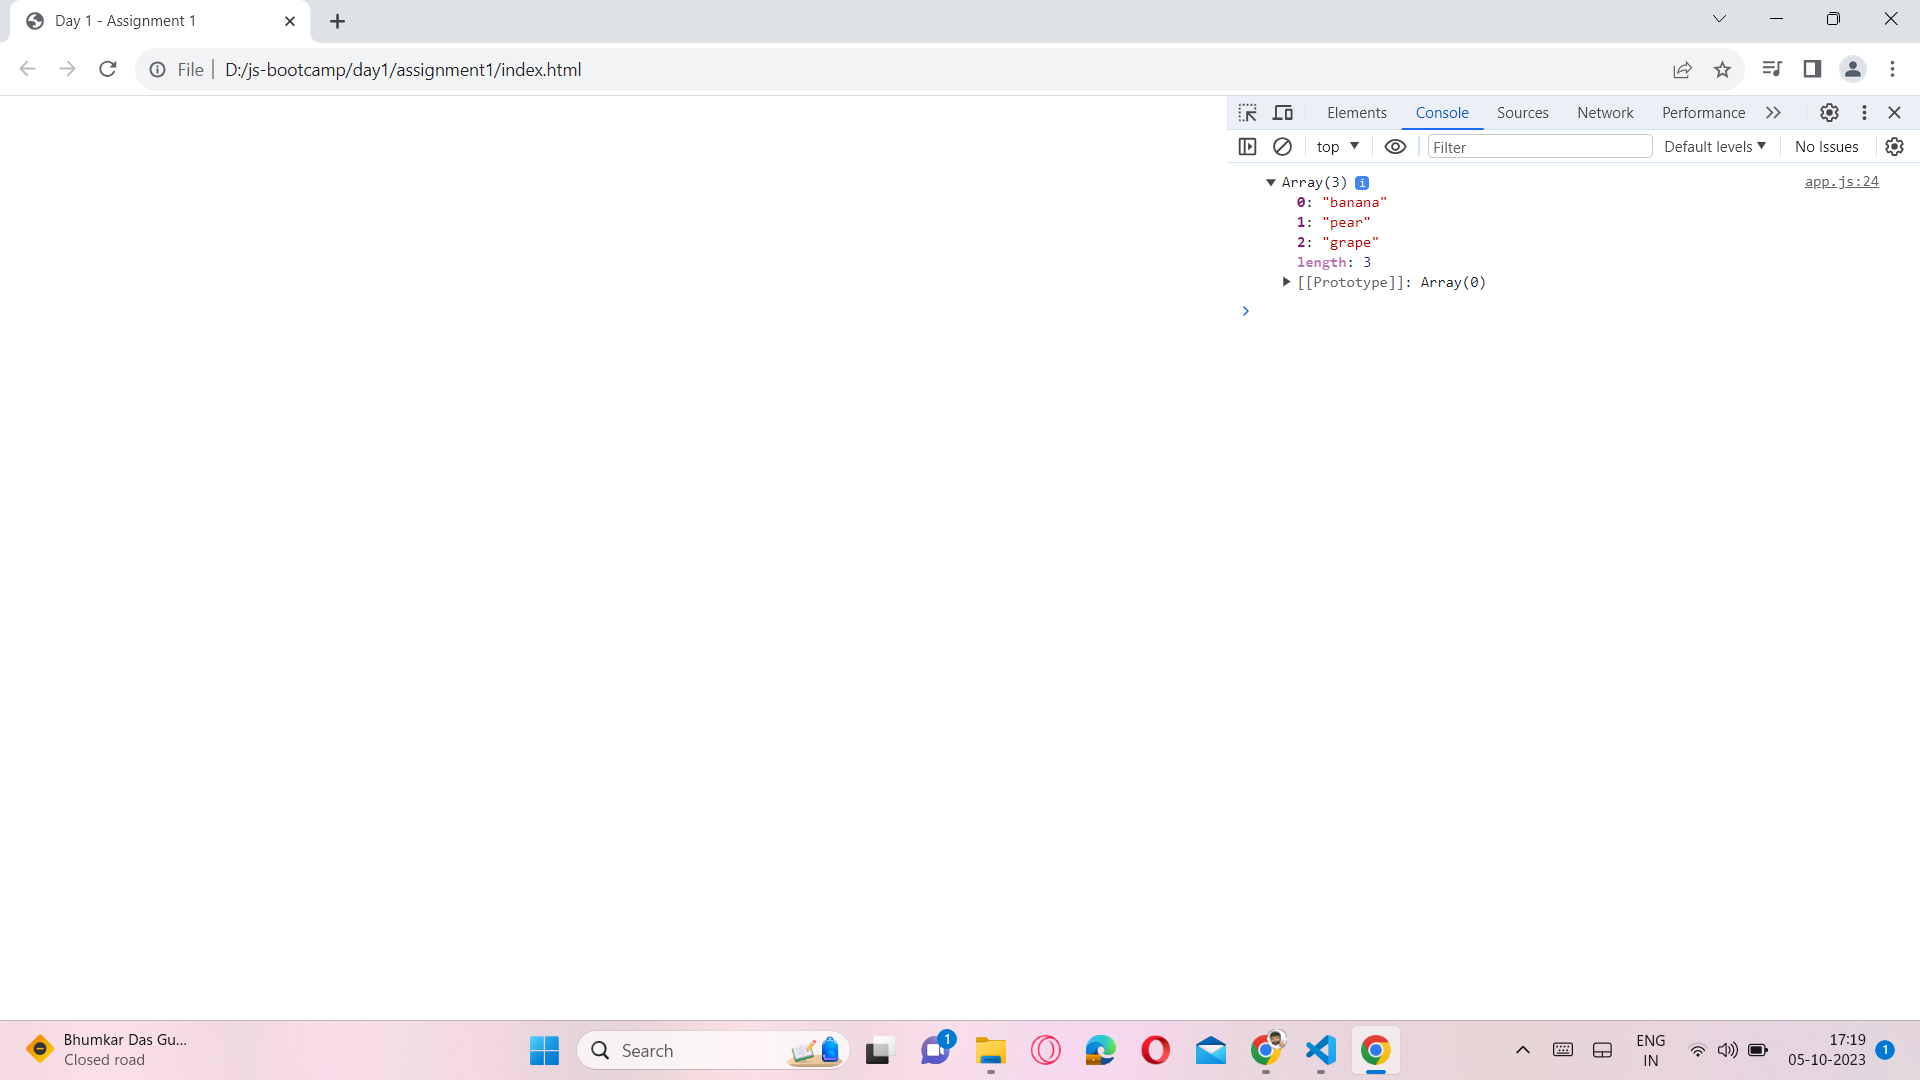 Day 1 - Assignment 1
File D:/js-bootcamp/day1/assignment1/index.html
Elements Console Sources Network Performance
top Filter Default levels No Issues
Array(3) i app.js:24
0: "banana"
1: "pear"
2: "grape"
length: 3
[[Prototype]]: Array(0)
Bhumkar Das Gu...
Closed road
Search
1
ENG
IN
17:19
05-10-2023
1